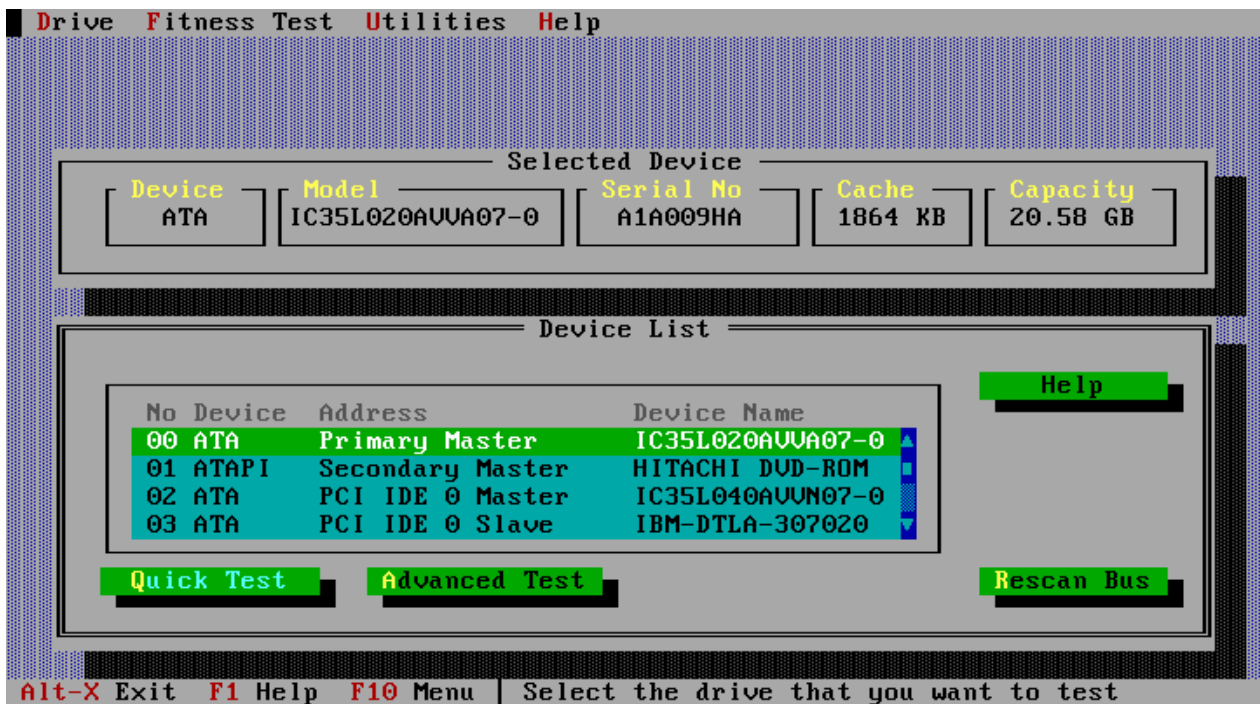 Drive Fitness Test Utilities Help
Selected Device
Device Model Serial No Cache Capacity
ATA IC35L020AVVA07-0 A1A009HA 1864 KB 20.58 GB
Device List
Help
No Device Address Device Name
00 ATA Primary Master IC35L020AVVA07-0
01 ATAPI Secondary Master HITACHI DVD-ROM
02 ATA PCI IDE 0 Master IC35L040AVVN07-0
03 ATA PCI IDE 0 Slave IBM-DTLA-307020
Quick Test Advanced Test Rescan Bus
Alt-X Exit F1 Help F10 Menu | Select the drive that you want to test